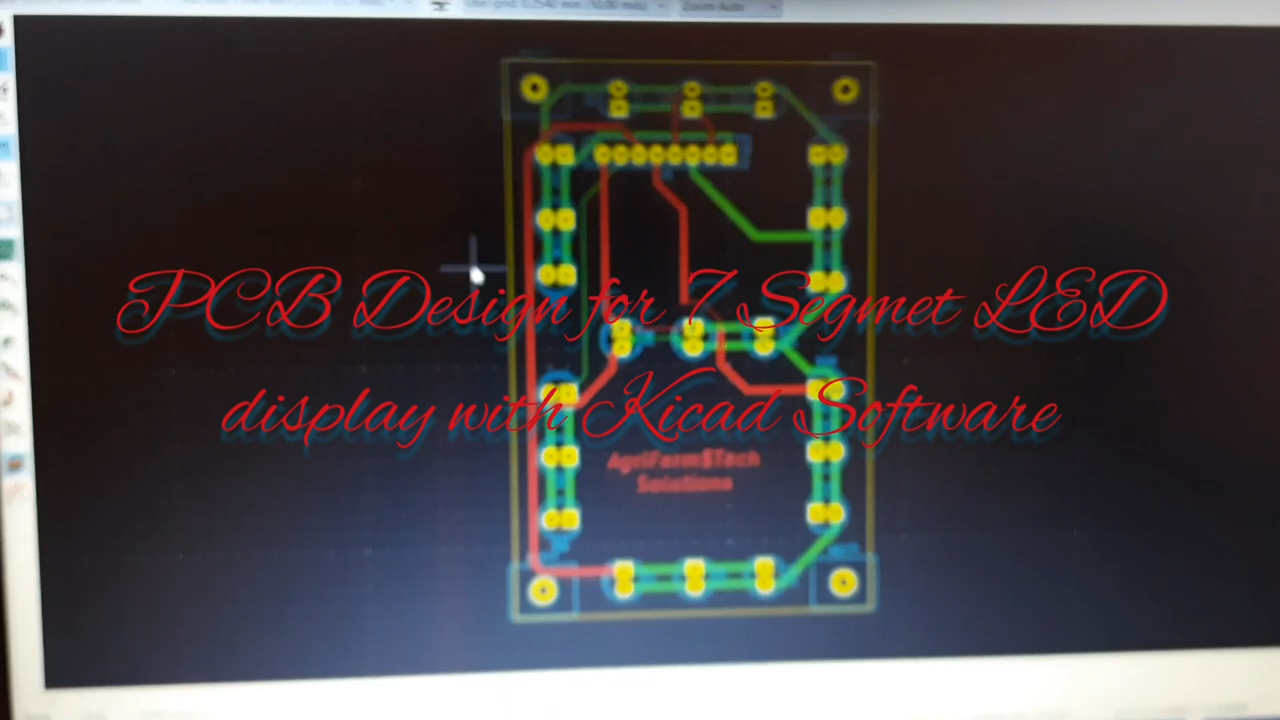 PCB Design for 7 Segmet LED
display with Kicad Software
AgriFarm$Tech
Solutions